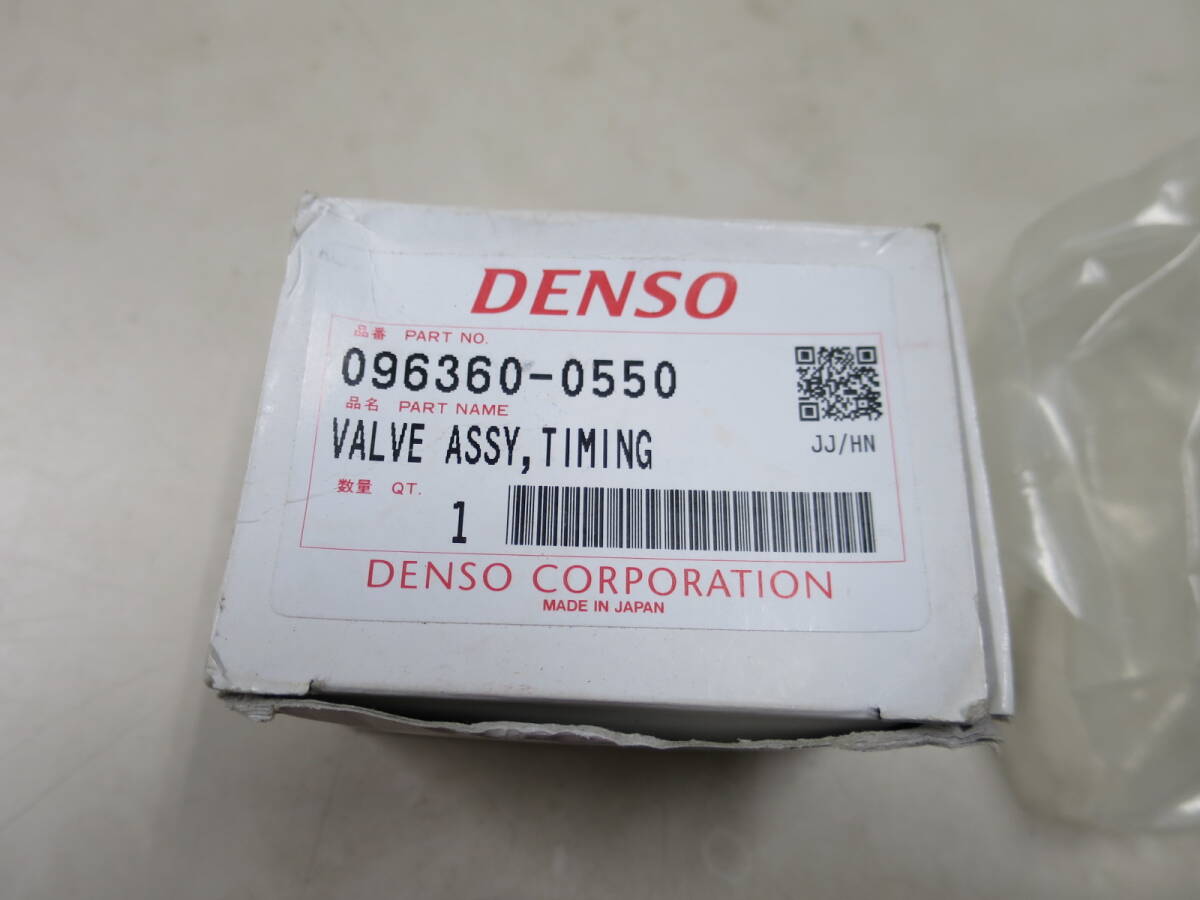 DENSO
品番 PART NO.
096360-0550
品名 PART NAME
VALVE ASSY,TIMING
JJ/HN
数量 QT.
1
DENSO CORPORATION
MADE IN JAPAN